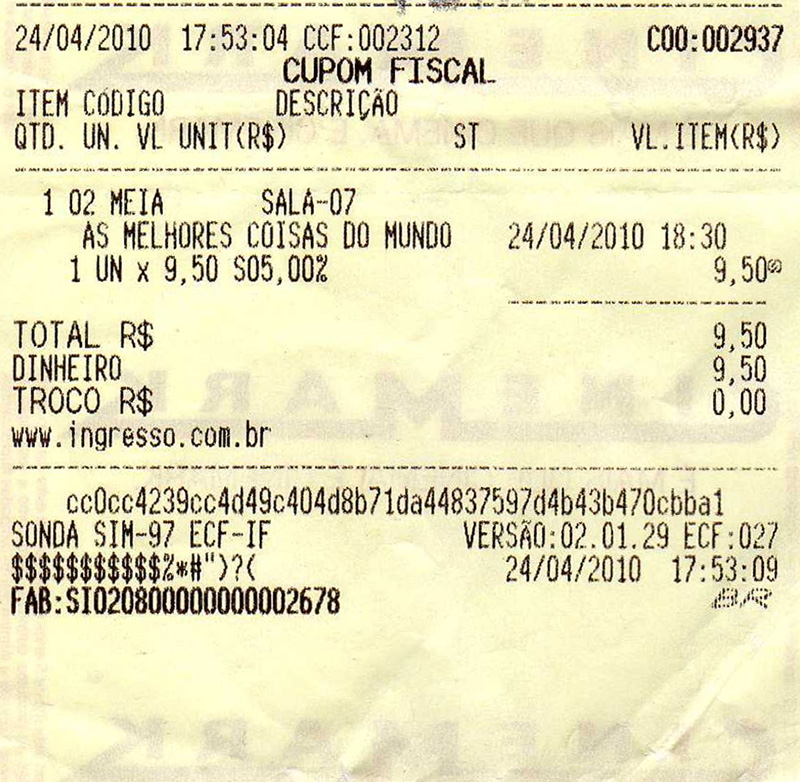 24/04/2010 17:53:04 CCF:002312 COO:002937
CUPOM FISCAL
ITEM CÓDIGO DESCRIÇÃO
QTD. UN. VL UNIT(R$) ST VL.ITEM(R$)
1 02 MEIA SALA-07
AS MELHORES COISAS DO MUNDO 24/04/2010 18:30
1 UN x 9,50 S05,00% 9,50
TOTAL R$ 9,50
DINHEIRO 9,50
TROCO R$ 0,00
www.ingresso.com.br
cc0cc4239cc4d49c404d8b71da44837597d4b43b470cbba1
SONDA SIM-97 ECF-IF VERSÃO:02.01.29 ECF:027
$$$$$$$$$$$%*#")?( 24/04/2010 17:53:09
FAB:SI020800000000002678
CINEMARK